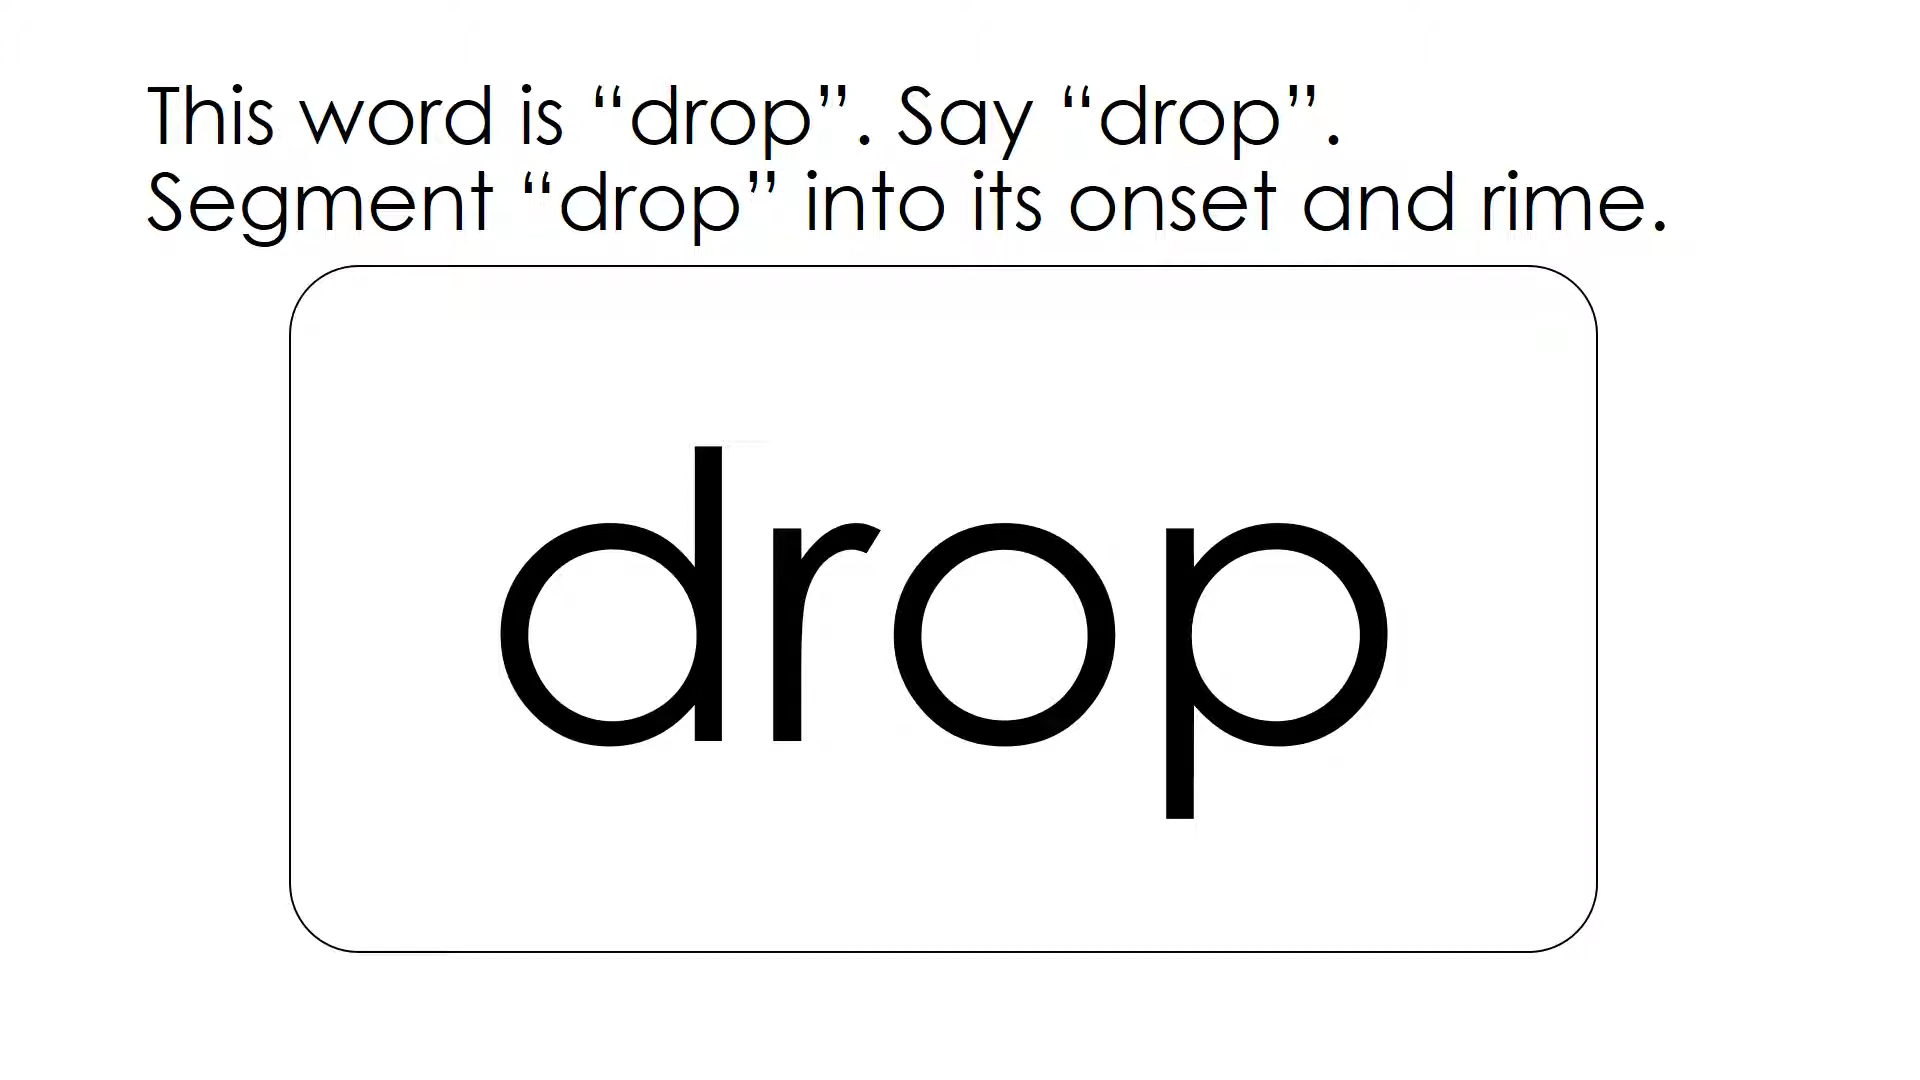 This word is “drop”. Say “drop”.
Segment “drop” into its onset and rime.
drop